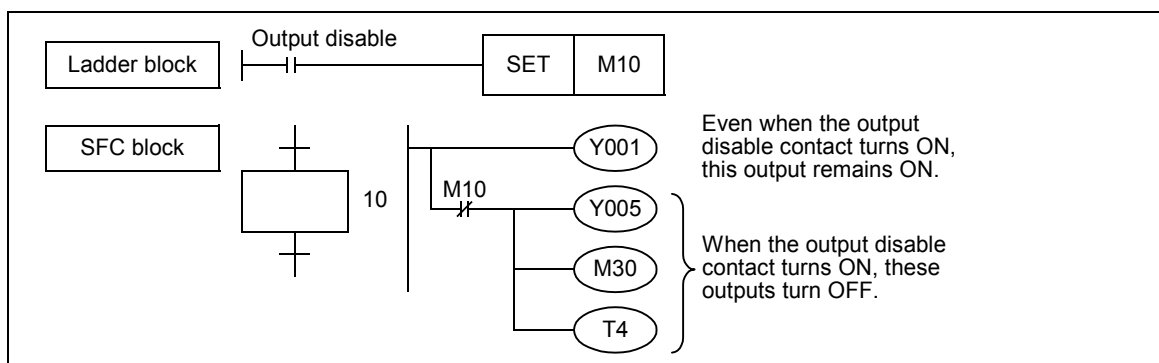 Output disable
Ladder block
SET M10
SFC block
10
Y001
Even when the output
disable contact turns ON,
this output remains ON.
M10
Y005
M30
T4
When the output disable
contact turns ON, these
outputs turn OFF.